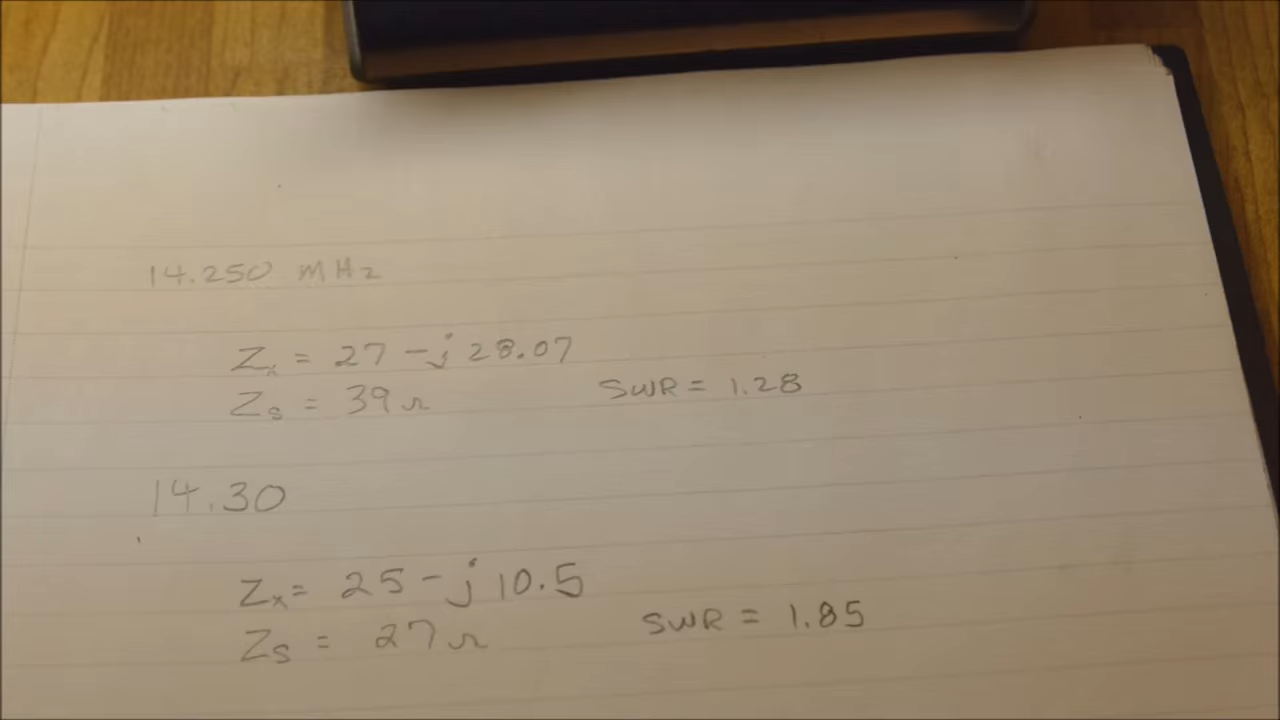 14.250 MHz
Zx = 27 - j 28.07
Zs = 39 Ω SWR = 1.28
14.30
Zx = 25 - j 10.5
Zs = 27 Ω SWR = 1.85